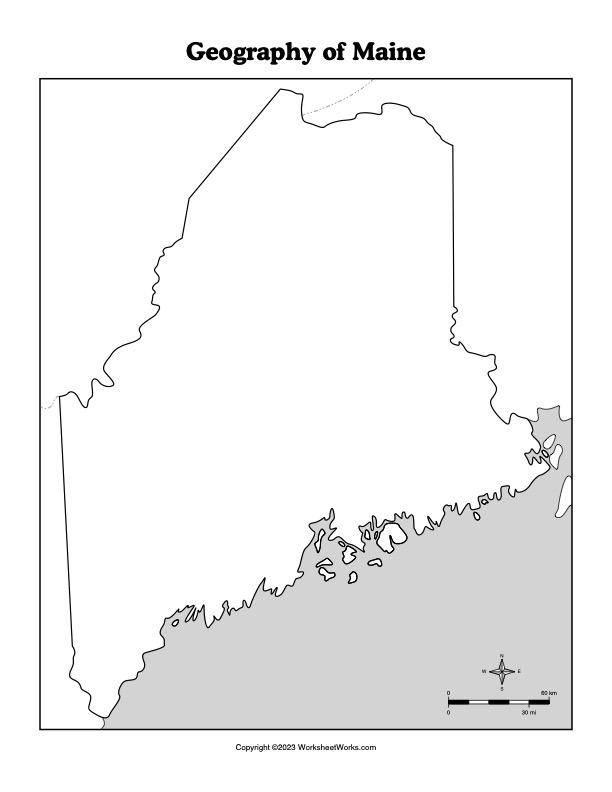 Geography of Maine
N
W E
S
0 60 km
0 30 mi
Copyright ©2023 WorksheetWorks.com